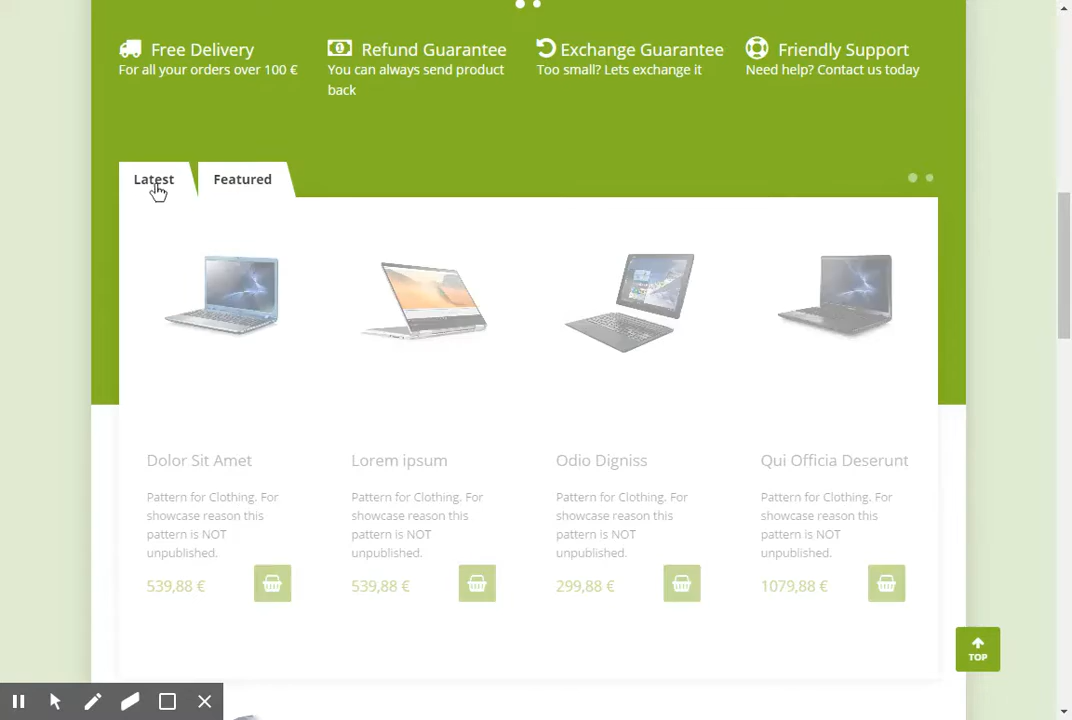 Free Delivery
For all your orders over 100 €
Refund Guarantee
You can always send product
back
Exchange Guarantee
Too small? Lets exchange it
Friendly Support
Need help? Contact us today
Latest
Featured
Dolor Sit Amet
Pattern for Clothing. For
showcase reason this
pattern is NOT
unpublished.
539,88 €
Lorem ipsum
Pattern for Clothing. For
showcase reason this
pattern is NOT
unpublished.
539,88 €
Odio Digniss
Pattern for Clothing. For
showcase reason this
pattern is NOT
unpublished.
299,88 €
Qui Officia Deserunt
Pattern for Clothing. For
showcase reason this
pattern is NOT
unpublished.
1079,88 €
TOP